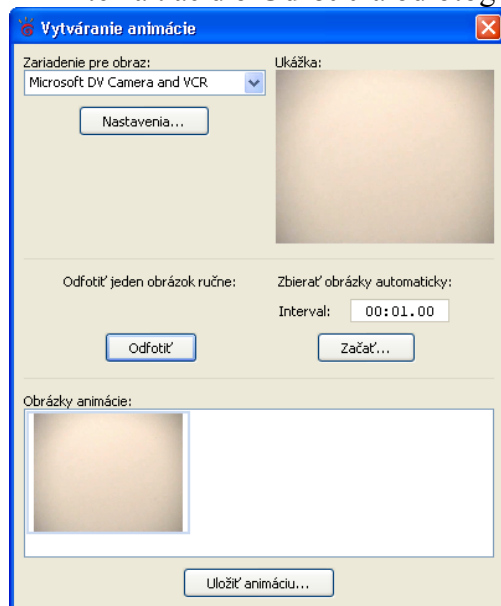 Vytváranie animácie
Zariadenie pre obraz:
Ukážka:
Microsoft DV Camera and VCR
Nastavenia...
Odfotiť jeden obrázok ručne:
Zbierať obrázky automaticky:
Interval:
00:01.00
Odfotiť
Začať...
Obrázky animácie:
Uložiť animáciu...